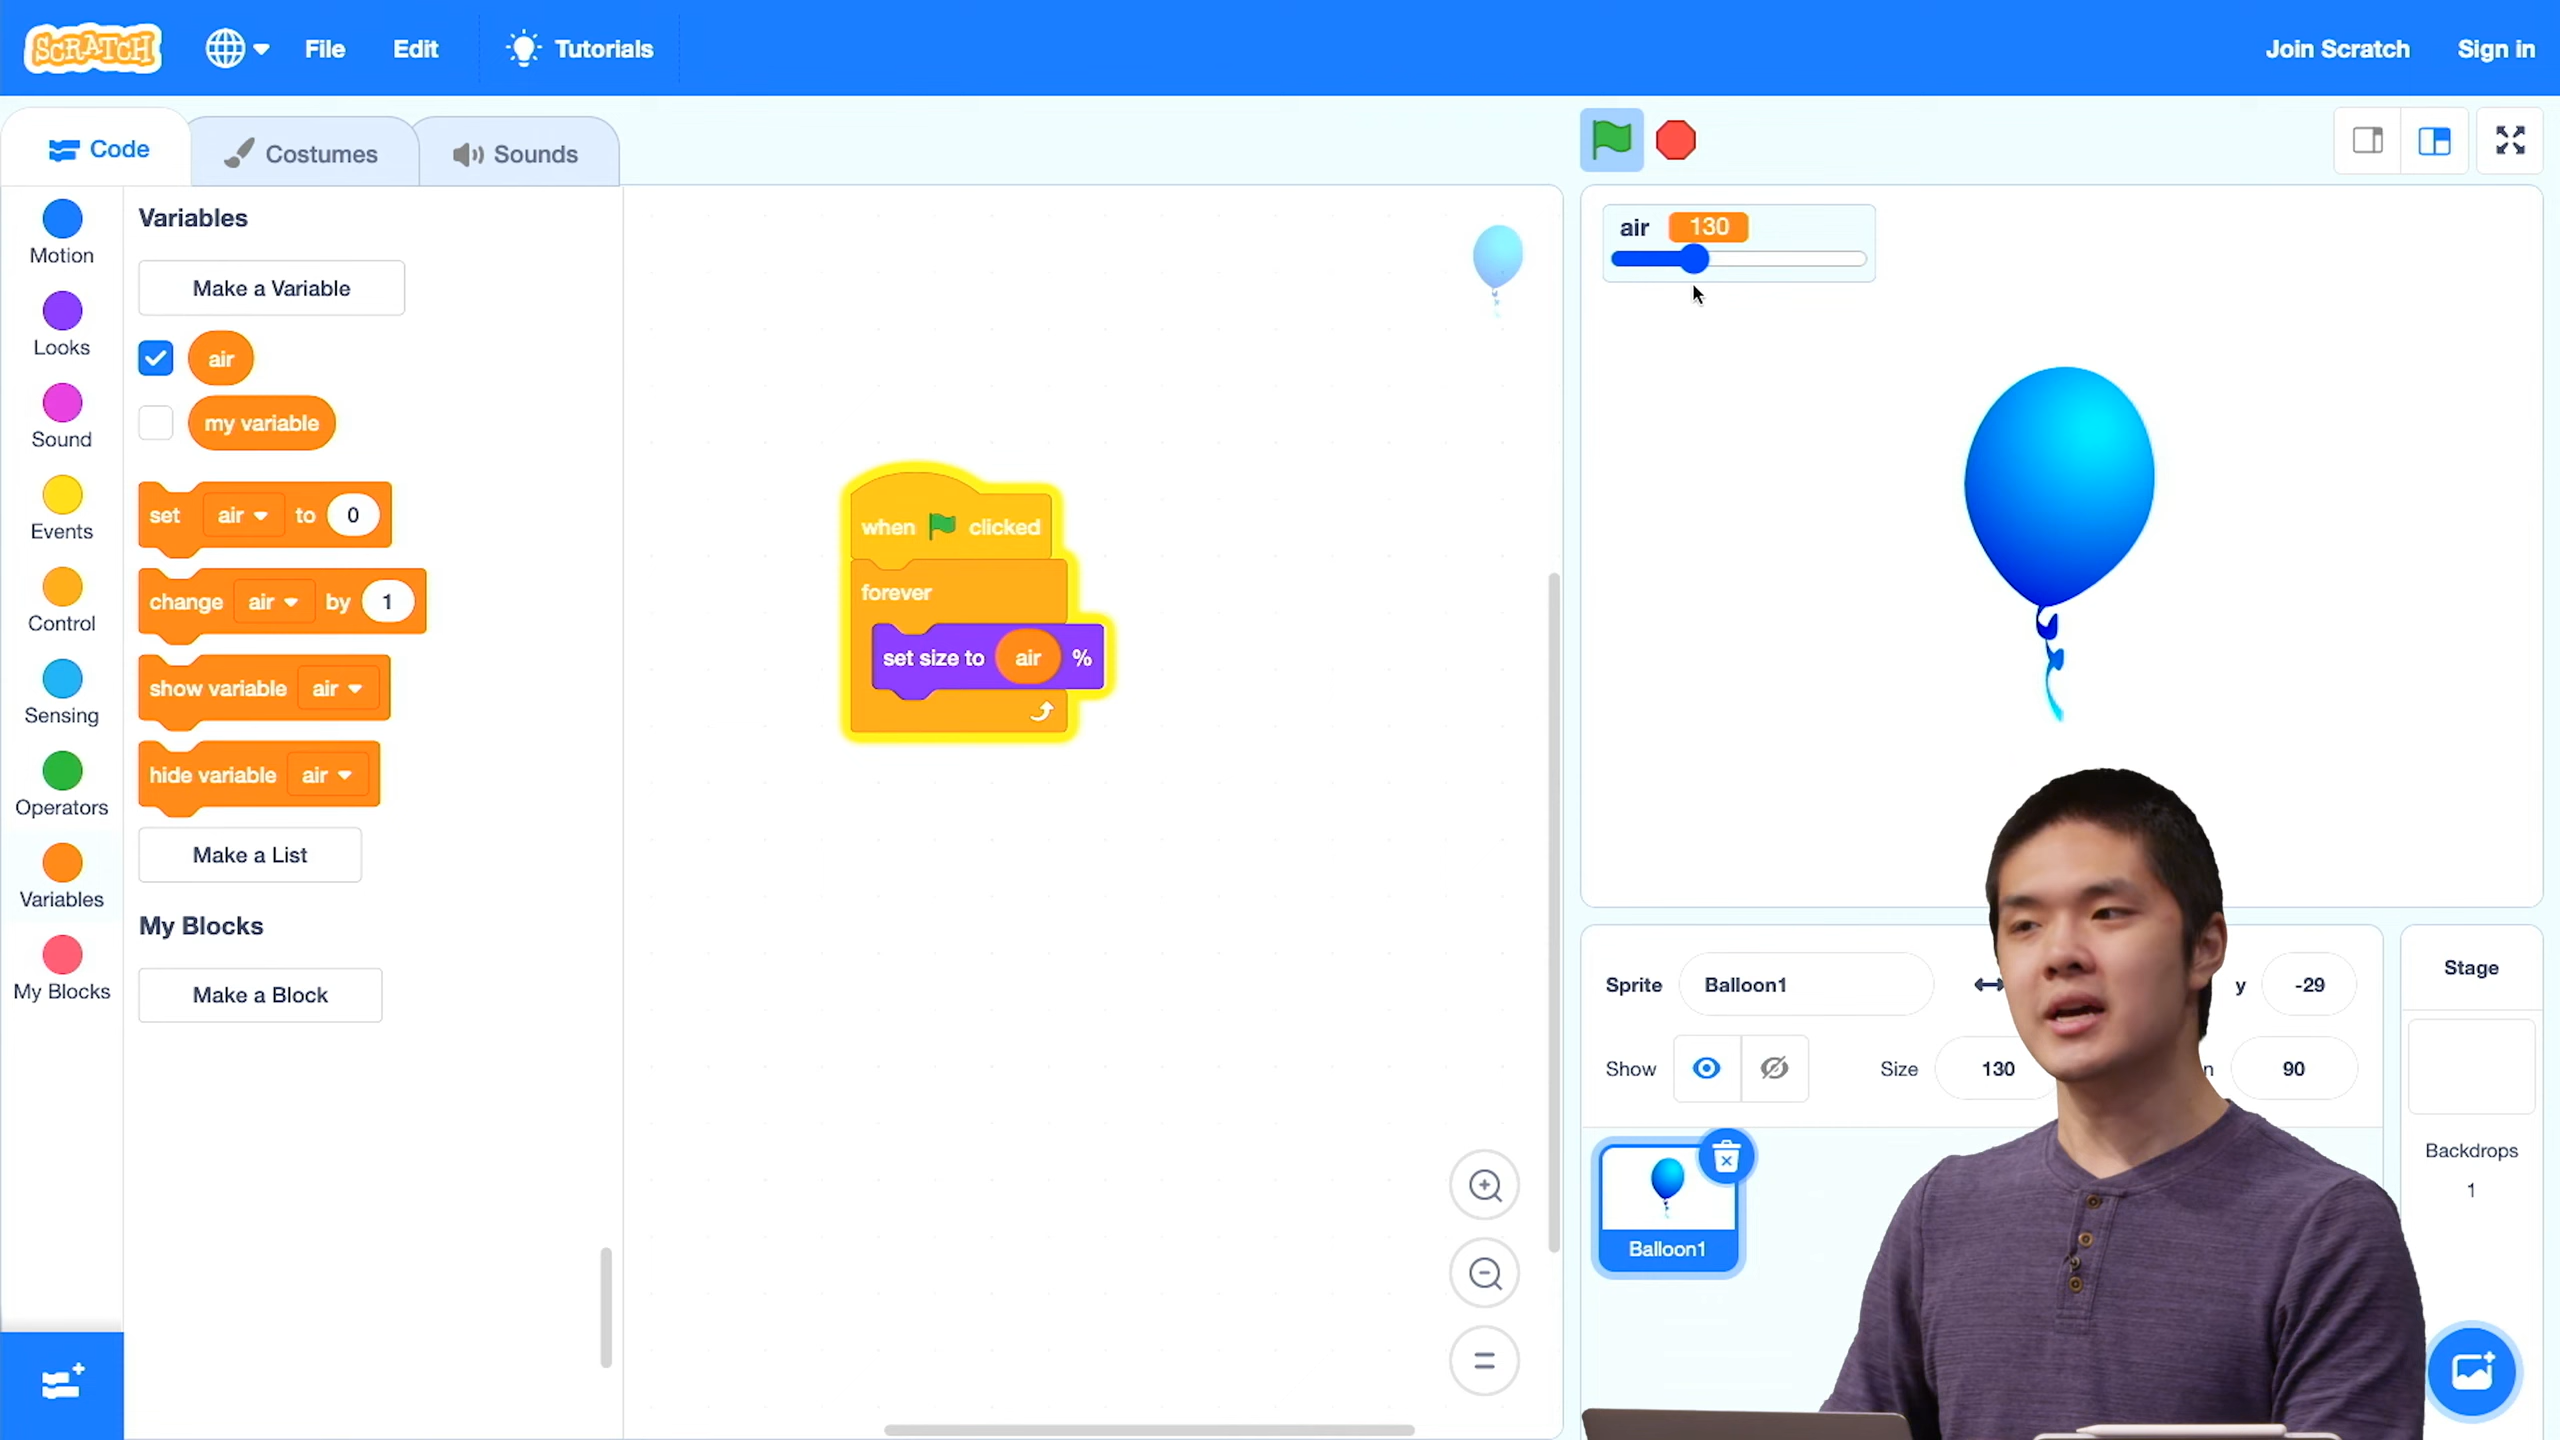 SCRATCH
File
Edit
Tutorials
Join Scratch
Sign in
Code
Costumes
Sounds
Motion
Looks
Sound
Events
Control
Sensing
Operators
Variables
My Blocks
Variables
Make a Variable
air
my variable
set air to 0
change air by 1
show variable air
hide variable air
Make a List
My Blocks
Make a Block
when clicked
forever
set size to air %
air 130
Sprite Balloon1 y -29
Show Size 130 n 90
Balloon1
Stage
Backdrops
1